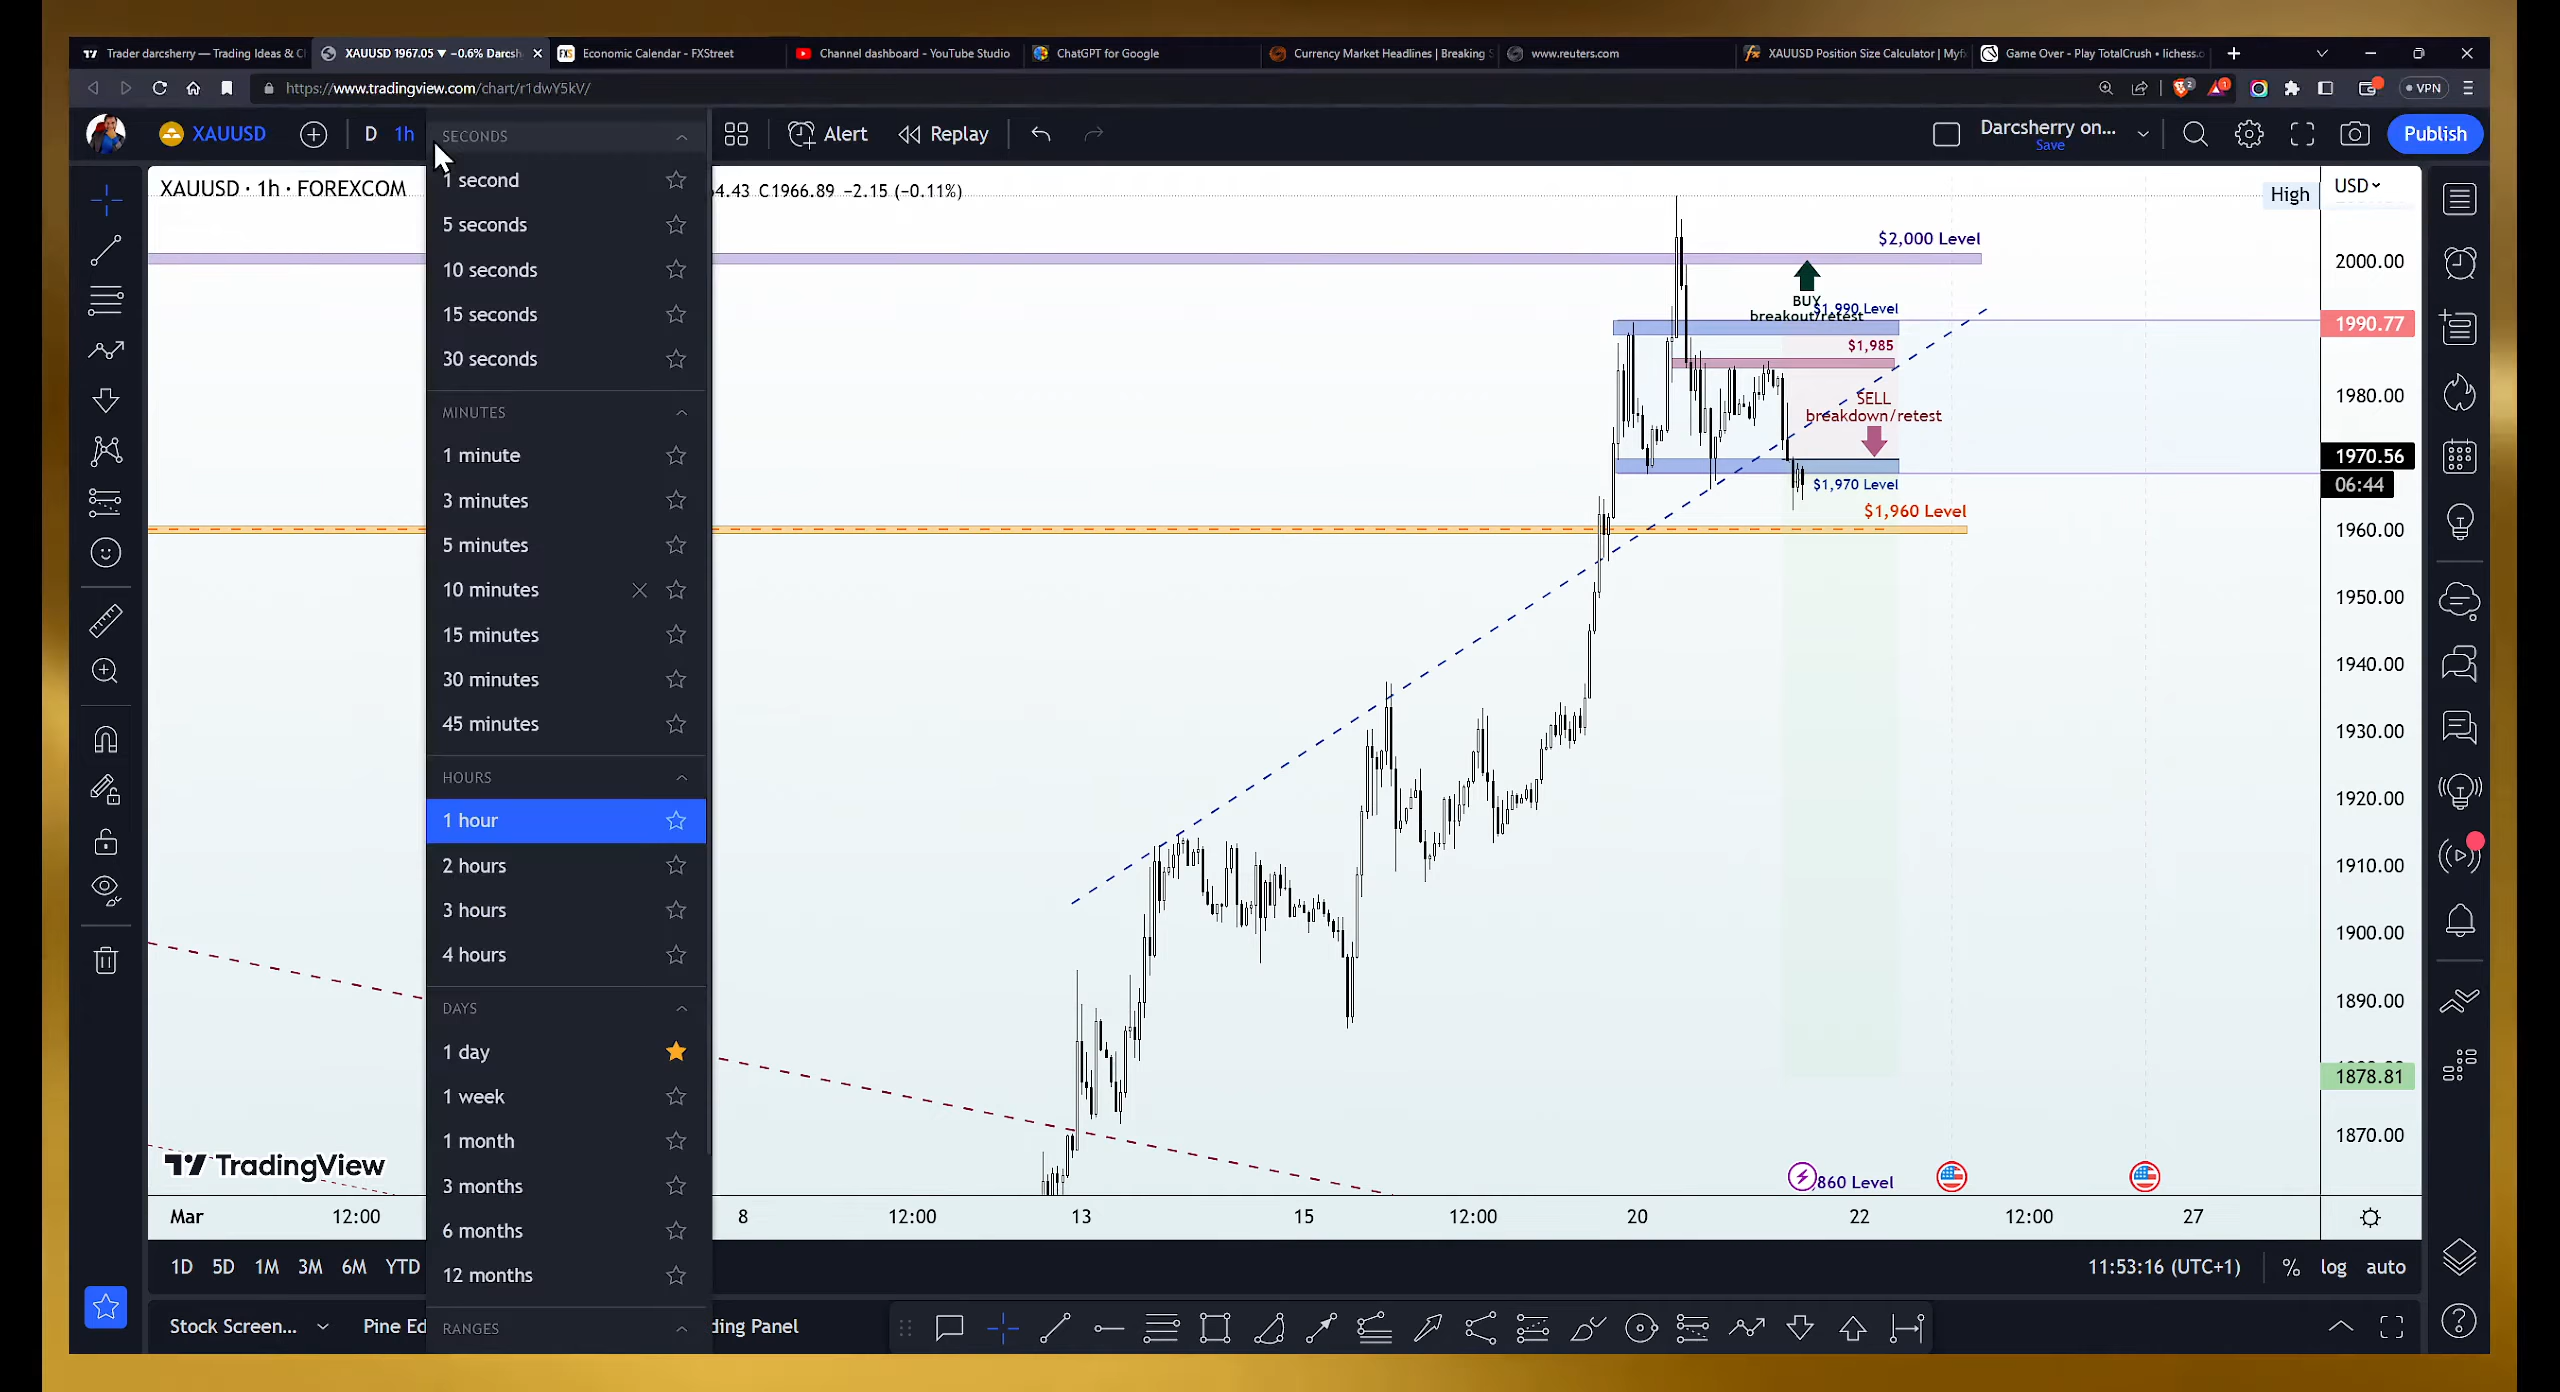 Trader darcsherry — Trading Ideas & C
XAUUSD 1967.05 ▼ −0.6% Darcsh
Economic Calendar - FXStreet
Channel dashboard - YouTube Studio
ChatGPT for Google
Currency Market Headlines | Breaking
www.reuters.com
XAUUSD Position Size Calculator | Myf
Game Over - Play TotalCrush • lichess.o
https://www.tradingview.com/chart/r1dwY5kV/
VPN
XAUUSD
D
1h
Alert
Replay
Darcsherry on...
Save
Publish
XAUUSD · 1h · FOREXCOM
4.43 C1966.89 −2.15 (−0.11%)
SECONDS
1 second
5 seconds
10 seconds
15 seconds
30 seconds
MINUTES
1 minute
3 minutes
5 minutes
10 minutes
15 minutes
30 minutes
45 minutes
HOURS
1 hour
2 hours
3 hours
4 hours
DAYS
1 day
1 week
1 month
3 months
6 months
12 months
RANGES
High
USD
$2,000 Level
BUY
breakout/retest
$1,990 Level
$1,985
SELL
breakdown/retest
$1,970 Level
$1,960 Level
860 Level
2000.00
1990.77
1980.00
1970.56
06:44
1960.00
1950.00
1940.00
1930.00
1920.00
1910.00
1900.00
1890.00
1878.81
1870.00
TradingView
Mar
12:00
8
12:00
13
15
12:00
20
22
12:00
27
1D
5D
1M
3M
6M
YTD
11:53:16 (UTC+1)
%
log
auto
Stock Screen...
Pine Ed
ding Panel